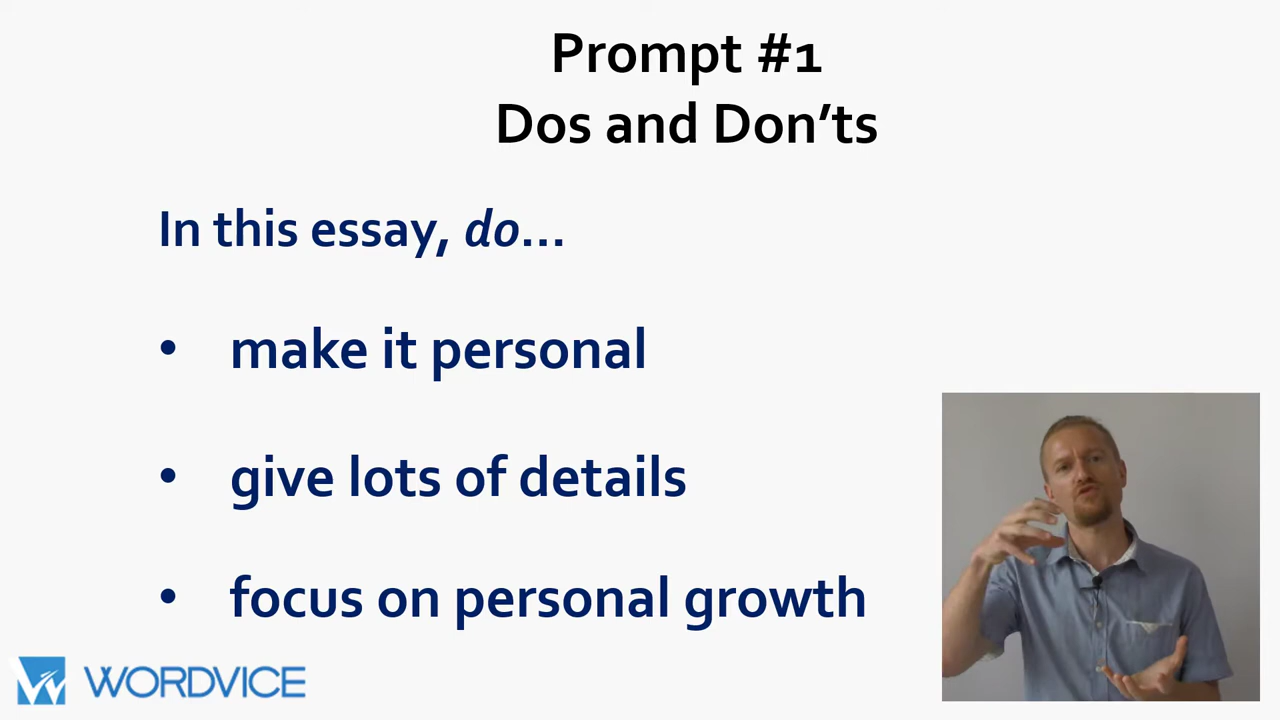 Prompt #1
Dos and Don’ts
In this essay, do...
• make it personal
• give lots of details
• focus on personal growth
W WORDVICE